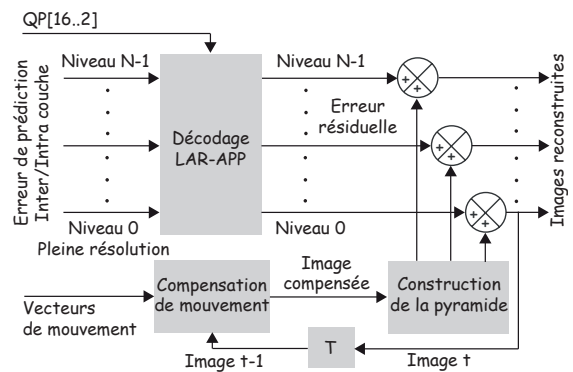 QP[16..2]
Erreur de prédiction
Inter/Intra couche
Niveau N-1
Niveau N-1
Décodage
LAR-APP
Erreur
résiduelle
+ +
+ +
+ +
Niveau 0
Pleine résolution
Niveau 0
Images reconstruites
Vecteurs
de mouvement
Compensation
de mouvement
Image
compensée
Construction
de la pyramide
Image t-1
T
Image t